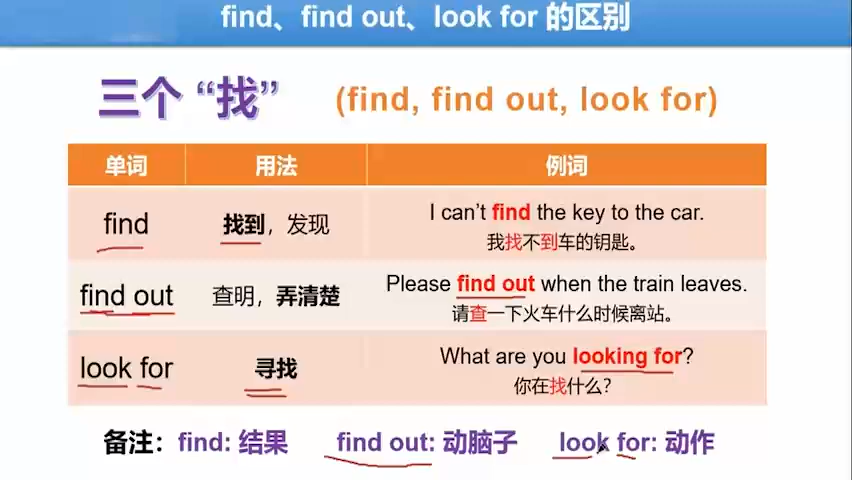 find、find out、look for 的区别
三个 “找” (find, find out, look for)
单词 用法 例词
find 找到，发现 I can't find the key to the car.
我找不到车的钥匙。
find out 查明，弄清楚 Please find out when the train leaves.
请查一下火车什么时候离站。
look for 寻找 What are you looking for?
你在找什么?
备注: find: 结果 find out: 动脑子 look for: 动作